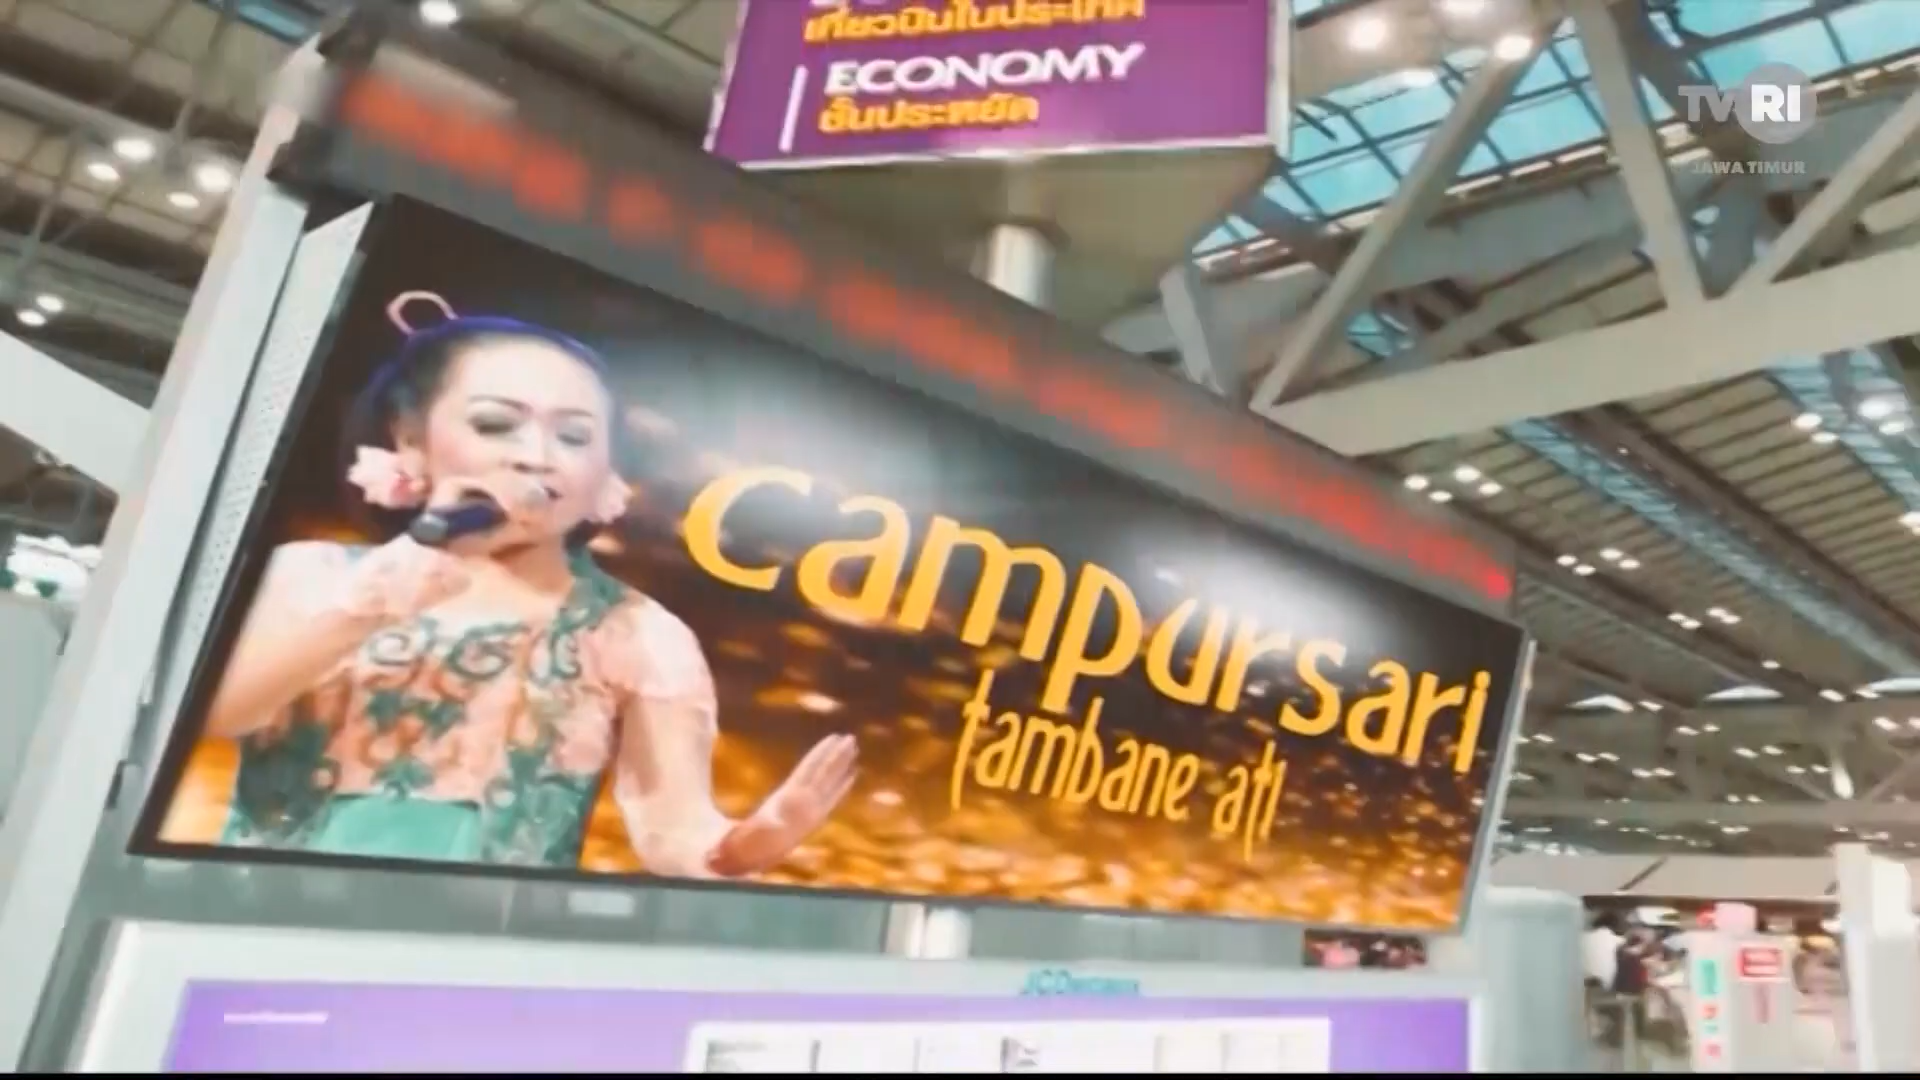 เที่ยวบินในประเทศ
ECONOMY
ชั้นประหยัด
TVRI
JAWA TIMUR
campursari
tambane ati
JCDecaux